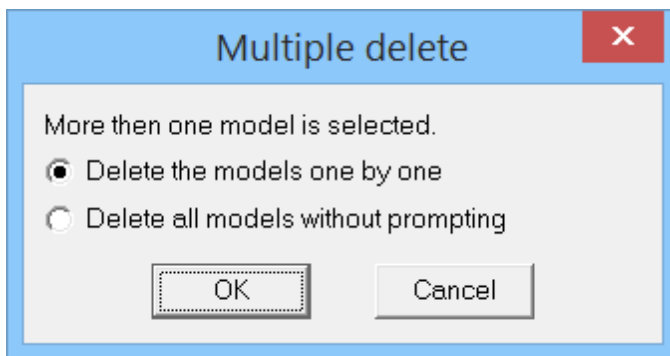 Multiple delete
More then one model is selected.
Delete the models one by one
Delete all models without prompting
OK
Cancel